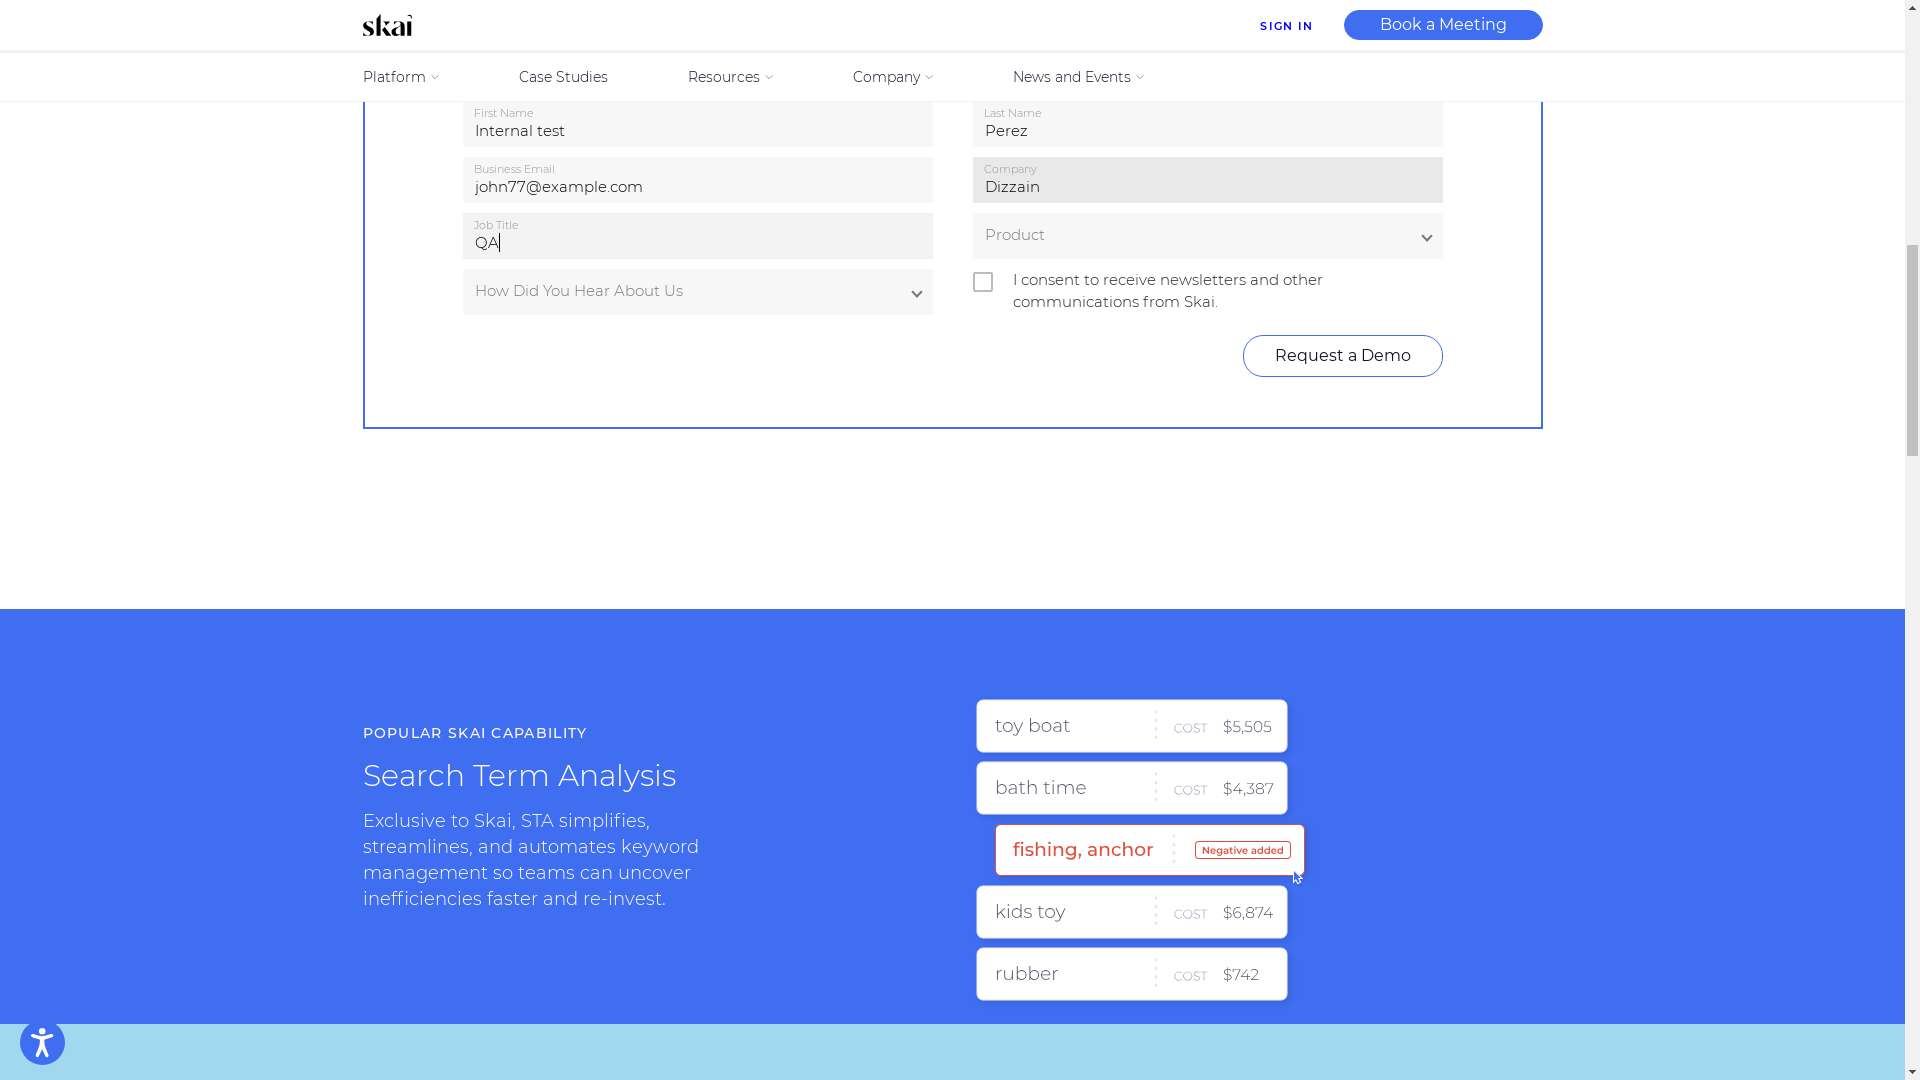 skai
SIGN IN
Book a Meeting
Platform
Case Studies
Resources
Company
News and Events
First Name
Internal test
Last Name
Perez
Business Email
john77@example.com
Company
Dizzain
Job Title
QA
Product
How Did You Hear About Us
I consent to receive newsletters and other
communications from Skai.
Request a Demo
POPULAR SKAI CAPABILITY
Search Term Analysis
Exclusive to Skai, STA simplifies,
streamlines, and automates keyword
management so teams can uncover
inefficiencies faster and re-invest.
toy boat COST $5,505
bath time COST $4,387
fishing, anchor Negative added
kids toy COST $6,874
rubber COST $742